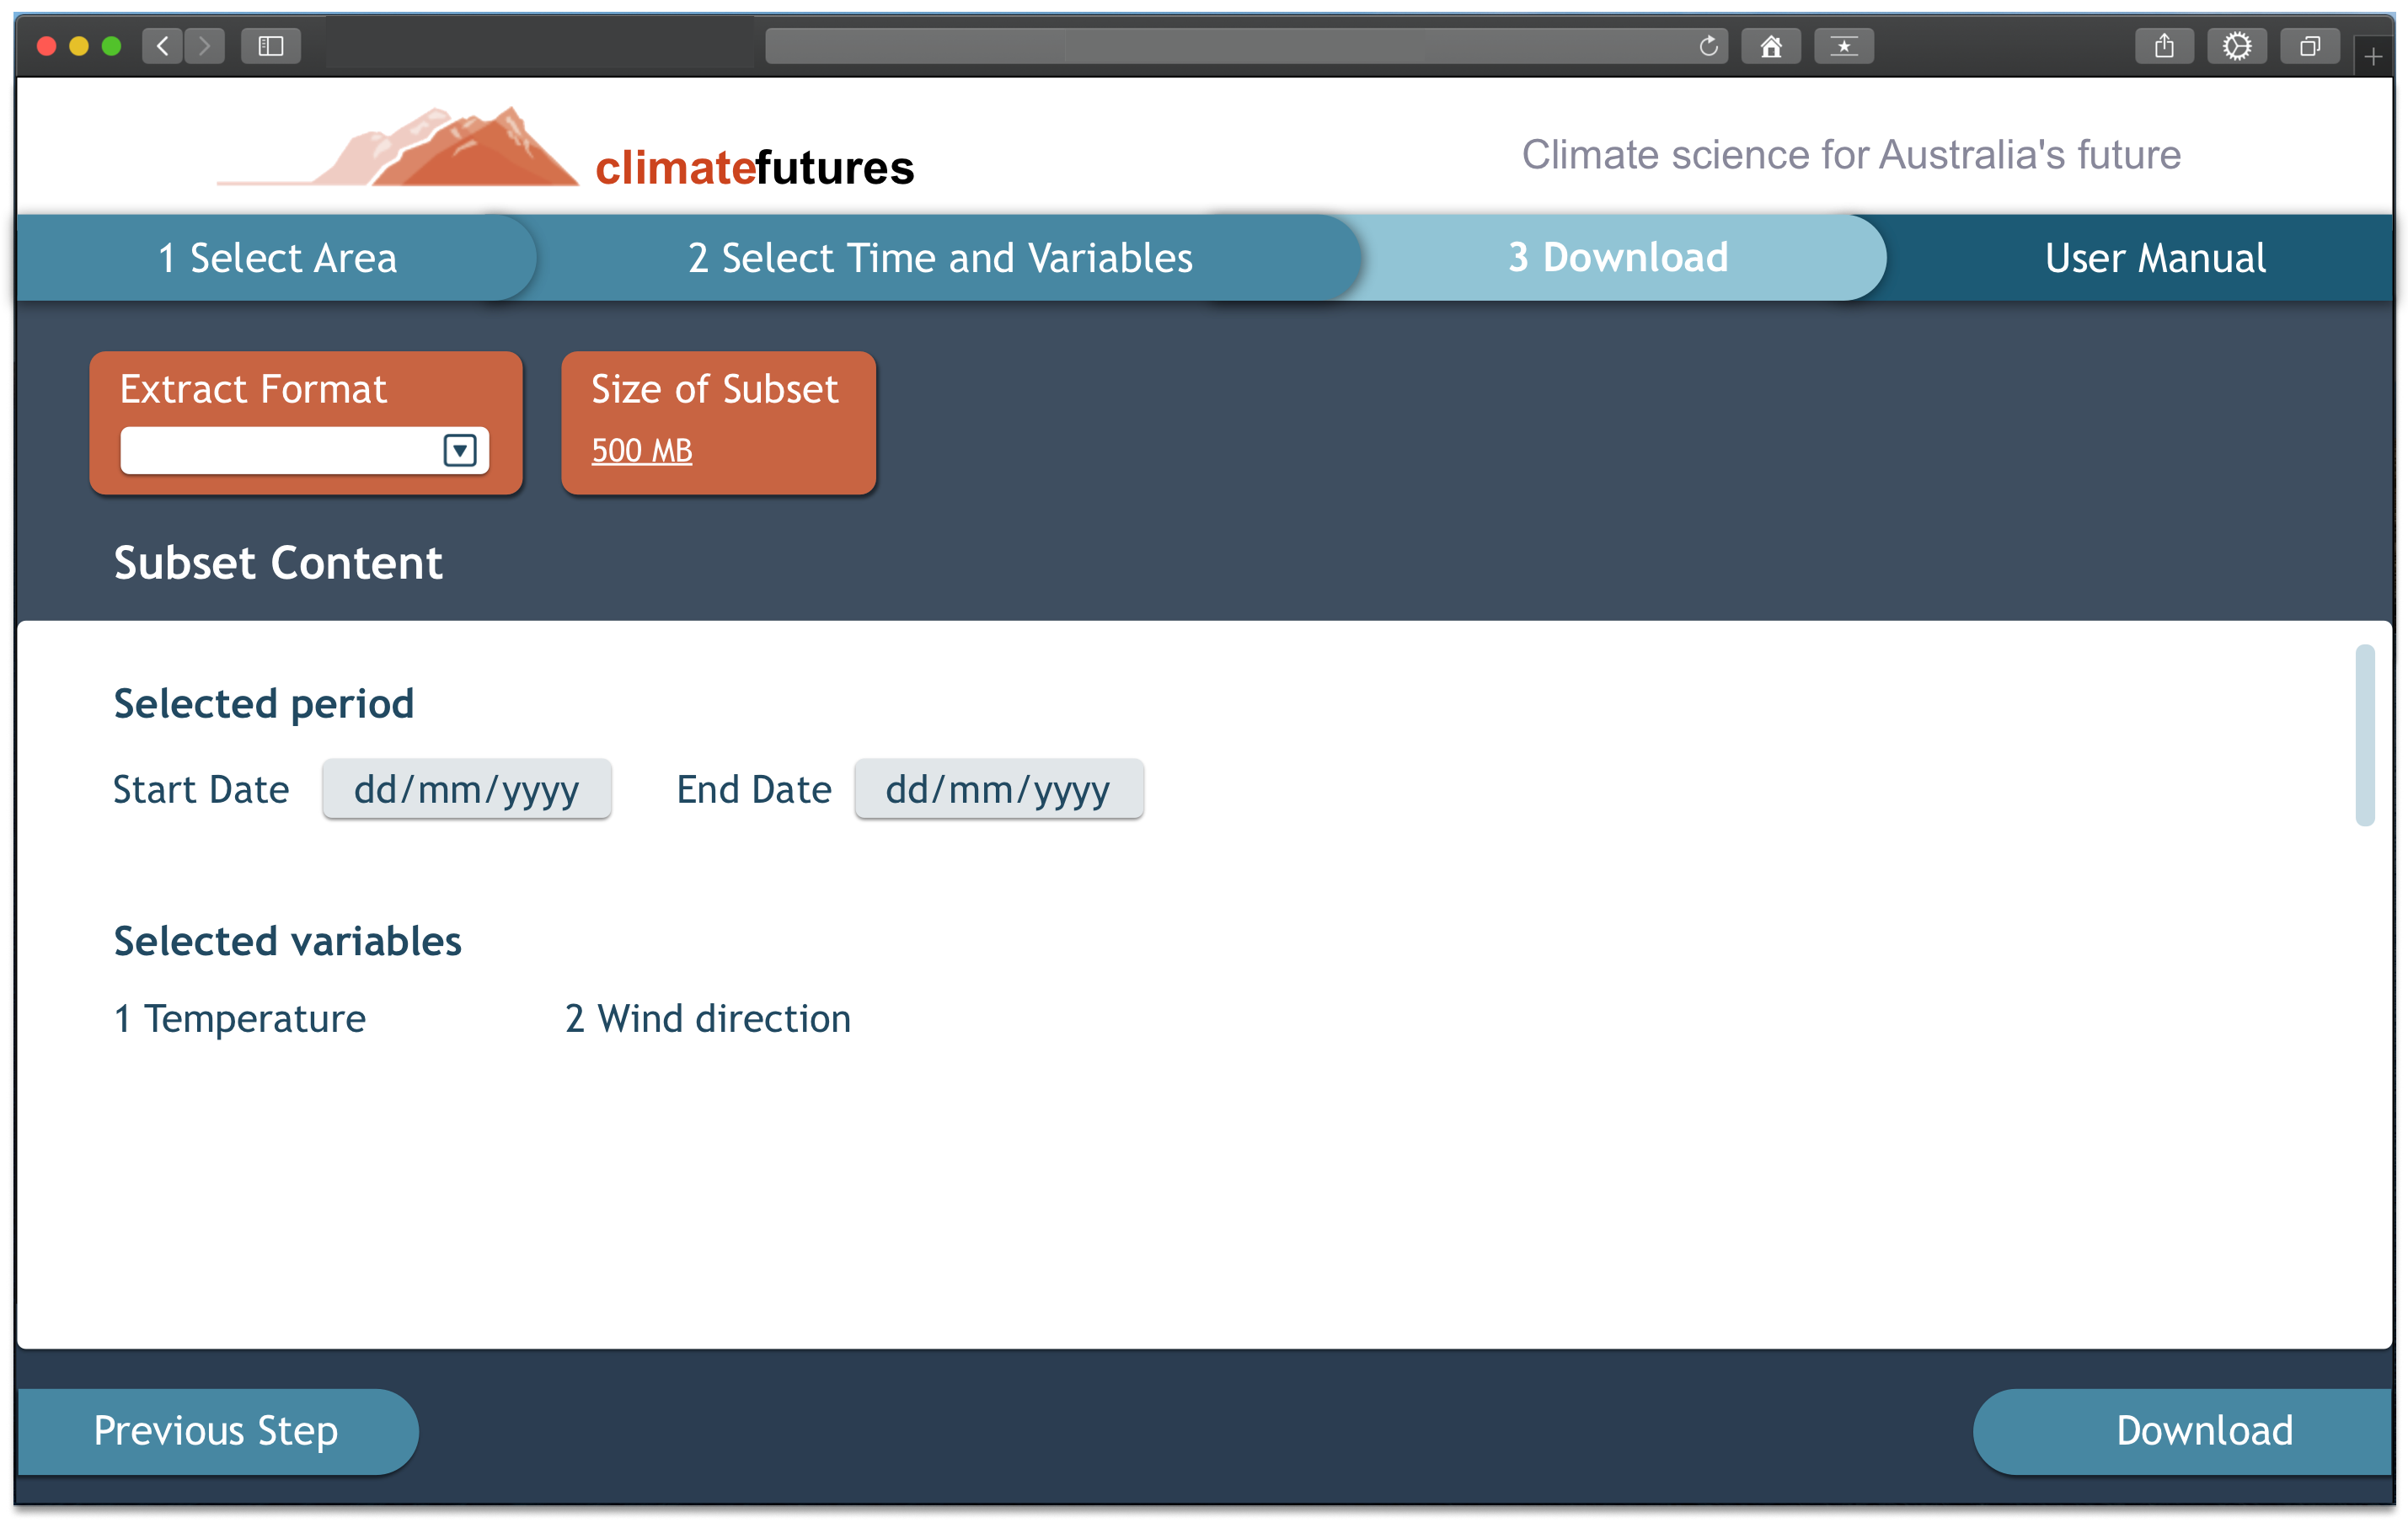 climatefutures
Climate science for Australia's future
1 Select Area
2 Select Time and Variables
3 Download
User Manual
Extract Format
Size of Subset
500 MB
Subset Content
Selected period
Start Date dd/mm/yyyy End Date dd/mm/yyyy
Selected variables
1 Temperature 2 Wind direction
Previous Step
Download